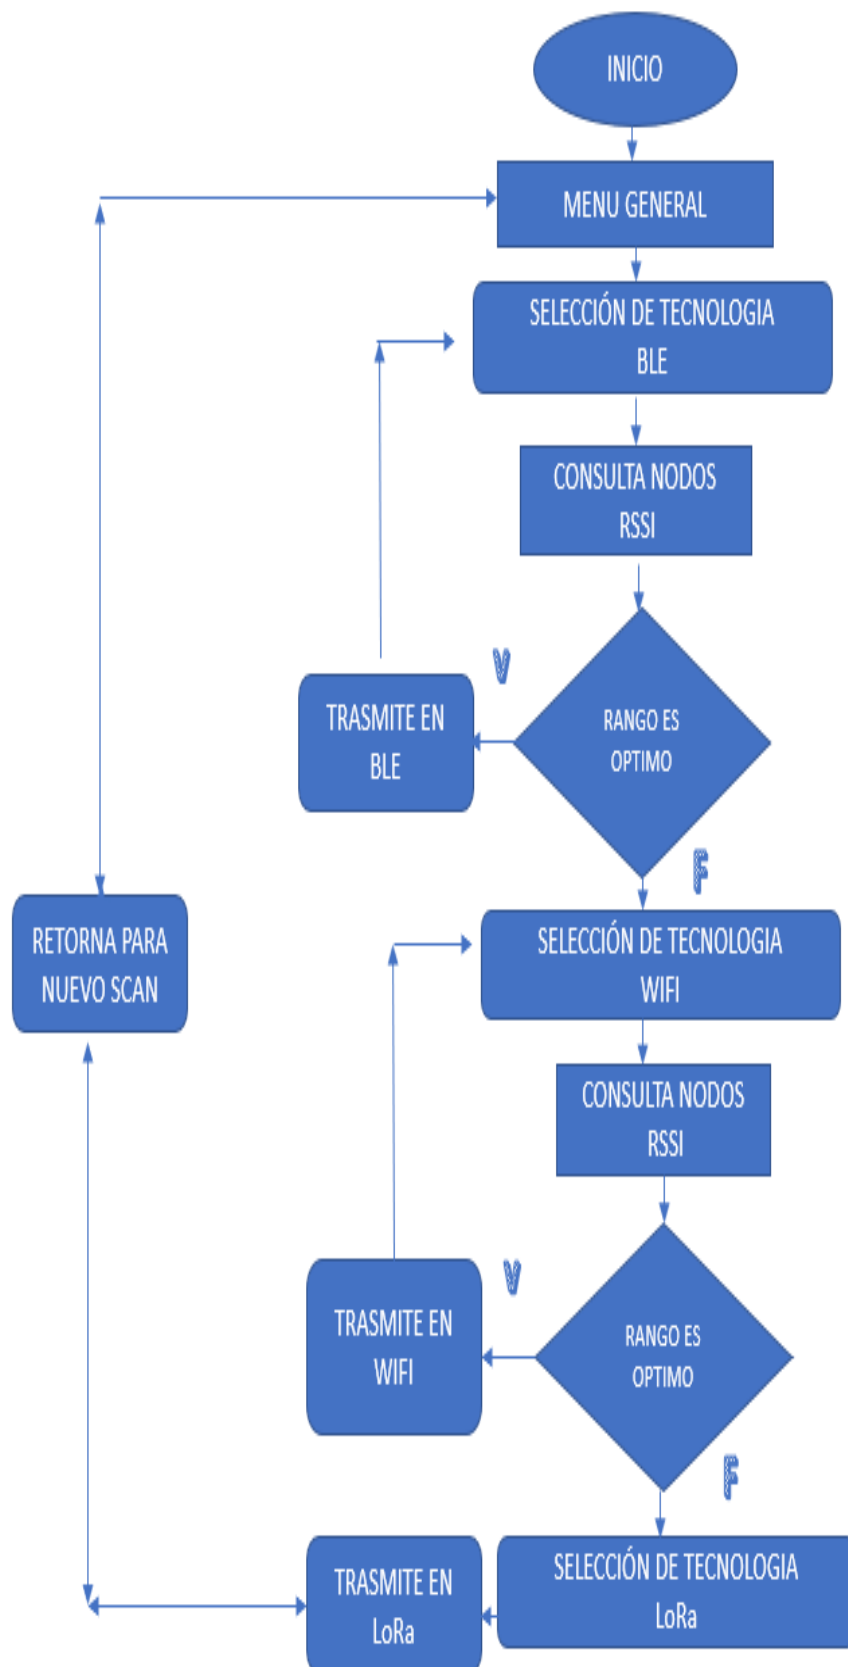 INICIO
MENU GENERAL
SELECCIÓN DE TECNOLOGIA
BLE
CONSULTA NODOS
RSSI
V
TRASMITE EN
BLE
RANGO ES
OPTIMO
F
RETORNA PARA
NUEVO SCAN
SELECCIÓN DE TECNOLOGIA
WIFI
CONSULTA NODOS
RSSI
V
TRASMITE EN
WIFI
RANGO ES
OPTIMO
F
TRASMITE EN
LoRa
SELECCIÓN DE TECNOLOGIA
LoRa